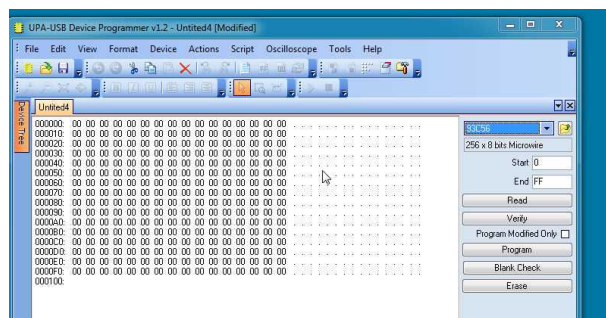 UPA-USB Device Programmer v1.2 - Untited4 [Modified]
File Edit View Format Device Actions Script Oscilloscope Tools Help
Device Tree
Untited4
000000: 00 00 00 00 00 00 00 00 00 00 00 00 00 00 00 00 . . . . . . . . . . . . . . . .
000010: 00 00 00 00 00 00 00 00 00 00 00 00 00 00 00 00 . . . . . . . . . . . . . . . .
000020: 00 00 00 00 00 00 00 00 00 00 00 00 00 00 00 00 . . . . . . . . . . . . . . . .
000030: 00 00 00 00 00 00 00 00 00 00 00 00 00 00 00 00 . . . . . . . . . . . . . . . .
000040: 00 00 00 00 00 00 00 00 00 00 00 00 00 00 00 00 . . . . . . . . . . . . . . . .
000050: 00 00 00 00 00 00 00 00 00 00 00 00 00 00 00 00 . . . . . . . . . . . . . . . .
000060: 00 00 00 00 00 00 00 00 00 00 00 00 00 00 00 00 . . . . . . . . . . . . . . . .
000070: 00 00 00 00 00 00 00 00 00 00 00 00 00 00 00 00 . . . . . . . . . . . . . . . .
000080: 00 00 00 00 00 00 00 00 00 00 00 00 00 00 00 00 . . . . . . . . . . . . . . . .
000090: 00 00 00 00 00 00 00 00 00 00 00 00 00 00 00 00 . . . . . . . . . . . . . . . .
0000A0: 00 00 00 00 00 00 00 00 00 00 00 00 00 00 00 00 . . . . . . . . . . . . . . . .
0000B0: 00 00 00 00 00 00 00 00 00 00 00 00 00 00 00 00 . . . . . . . . . . . . . . . .
0000C0: 00 00 00 00 00 00 00 00 00 00 00 00 00 00 00 00 . . . . . . . . . . . . . . . .
0000D0: 00 00 00 00 00 00 00 00 00 00 00 00 00 00 00 00 . . . . . . . . . . . . . . . .
0000E0: 00 00 00 00 00 00 00 00 00 00 00 00 00 00 00 00 . . . . . . . . . . . . . . . .
0000F0: 00 00 00 00 00 00 00 00 00 00 00 00 00 00 00 00 . . . . . . . . . . . . . . . .
000100:
93C56
256 x 8 bits Microwire
Start 0
End FF
Read
Verify
Program Modified Only
Program
Blank Check
Erase